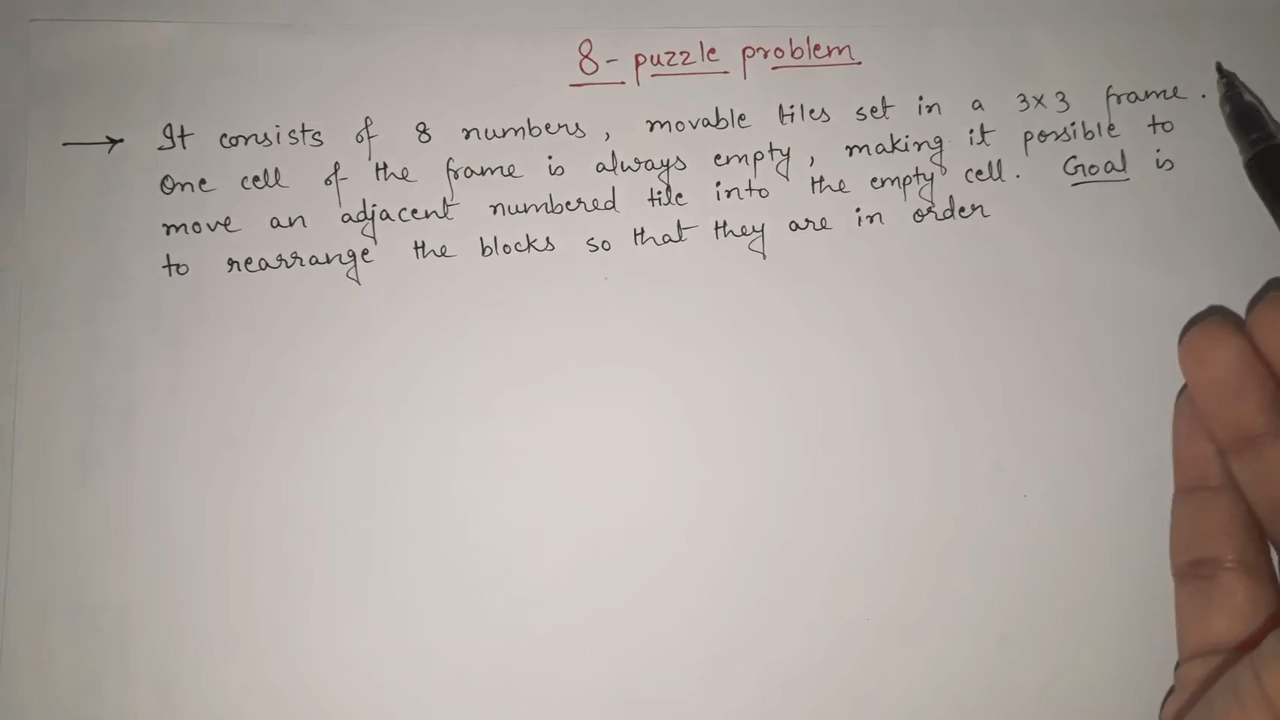 8- puzzle problem
→ It consists of 8 numbers, movable tiles set in a 3×3 frame.
One cell of the frame is always empty, making it possible to
move an adjacent numbered tile into the empty cell. Goal is
to rearrange the blocks so that they are in order